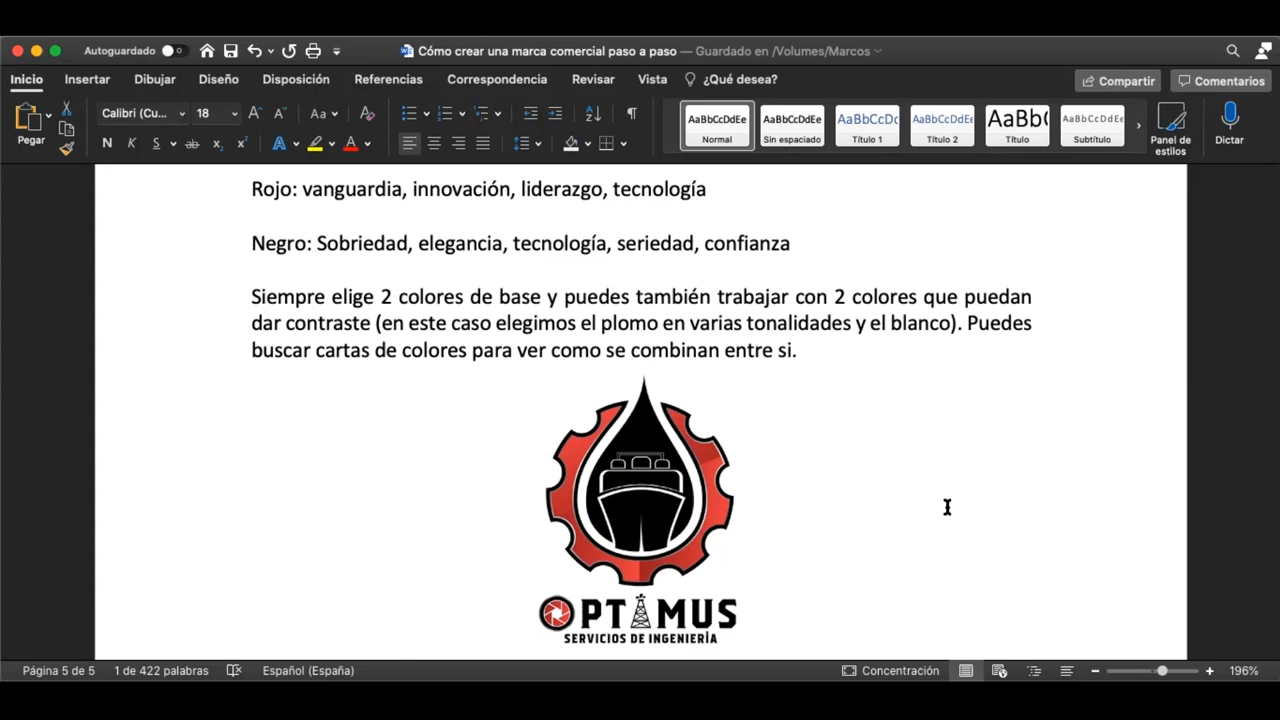 Autoguardado
Cómo crear una marca comercial paso a paso — Guardado en /Volumes/Marcos
Inicio Insertar Dibujar Diseño Disposición Referencias Correspondencia Revisar Vista ¿Qué desea? Compartir Comentarios
Pegar
Calibri (Cu... 18 Aa
N K S ab x₂ x² A A
AaBbCcDdEe AaBbCcDdEe AaBbCcDc AaBbCcDdEe AaBbC AaBbCcDdEe
Normal Sin espaciado Título 1 Título 2 Título Subtítulo
Panel de estilos
Dictar
Rojo: vanguardia, innovación, liderazgo, tecnología
Negro: Sobriedad, elegancia, tecnología, seriedad, confianza
Siempre elige 2 colores de base y puedes también trabajar con 2 colores que puedan
dar contraste (en este caso elegimos el plomo en varias tonalidades y el blanco). Puedes
buscar cartas de colores para ver como se combinan entre si.
OPTIMUS
SERVICIOS DE INGENIERÍA
Página 5 de 5 1 de 422 palabras Español (España) Concentración 196%